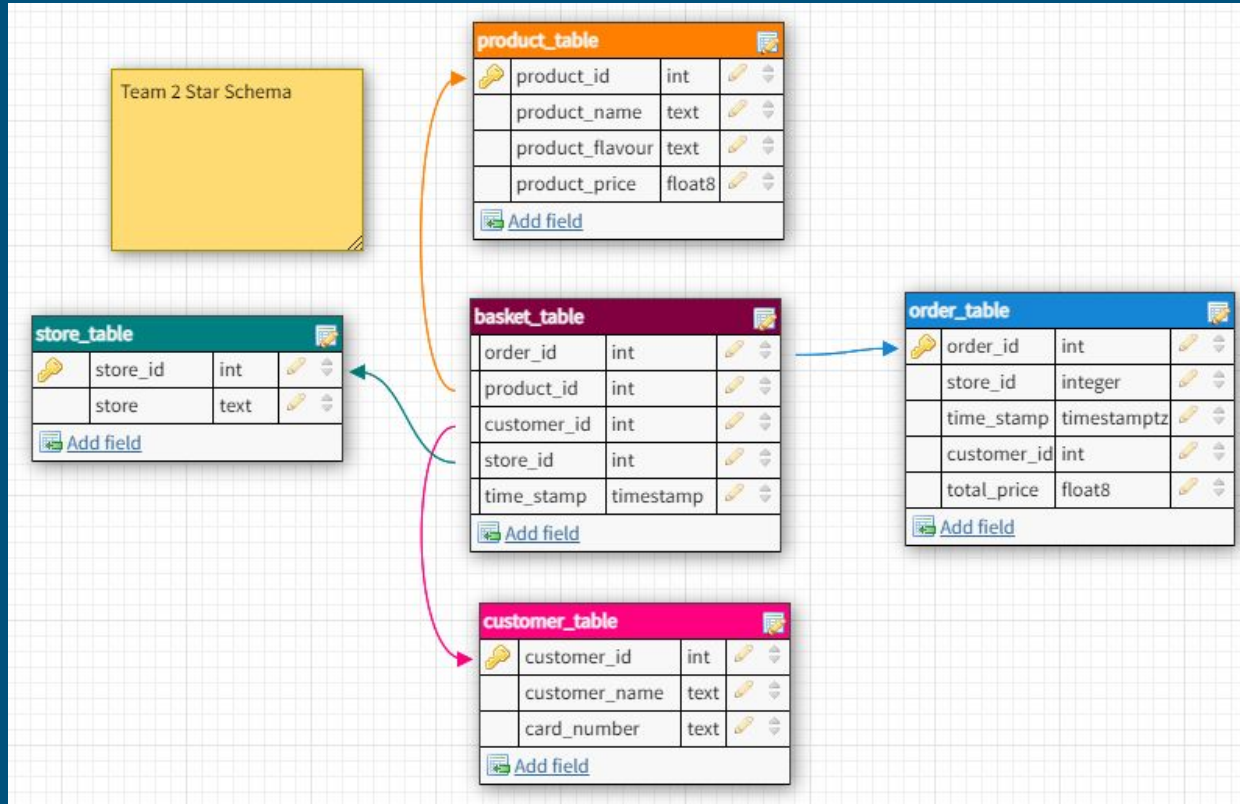 Team 2 Star Schema
product_table
product_id int
product_name text
product_flavour text
product_price float8
Add field
store_table
store_id int
store text
Add field
basket_table
order_id int
product_id int
customer_id int
store_id int
time_stamp timestamp
Add field
order_table
order_id int
store_id integer
time_stamp timestamptz
customer_id int
total_price float8
Add field
customer_table
customer_id int
customer_name text
card_number text
Add field